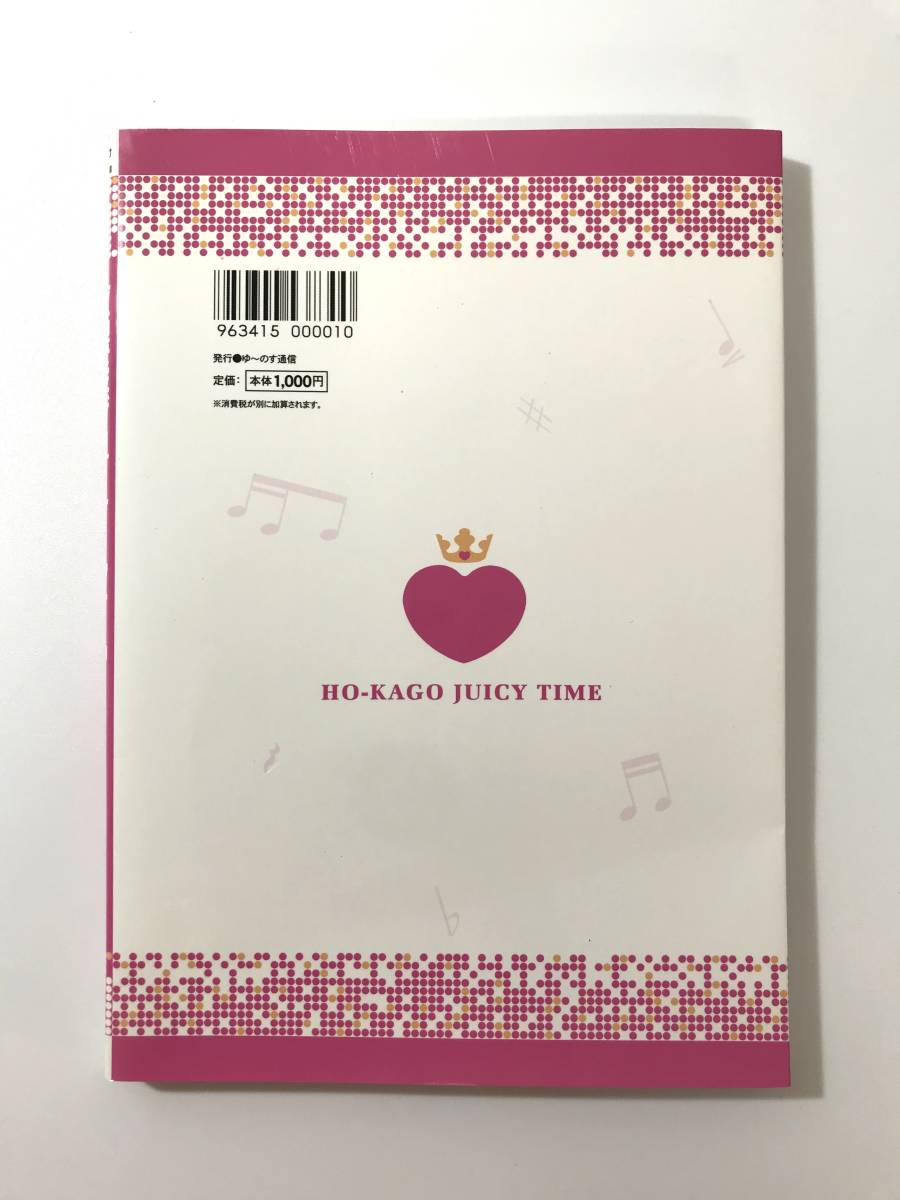 963415 000010
発行●ゆ〜のす通信
定価： 本体1,000円
※消費税が別に加算されます。
HO-KAGO JUICY TIME